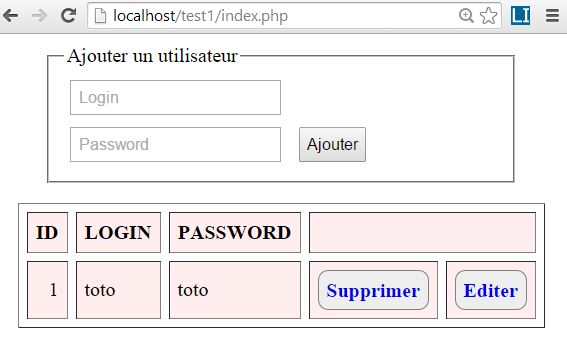 localhost/test1/index.php
LI
Ajouter un utilisateur
Login
Password Ajouter
ID LOGIN PASSWORD
1 toto toto Supprimer Editer